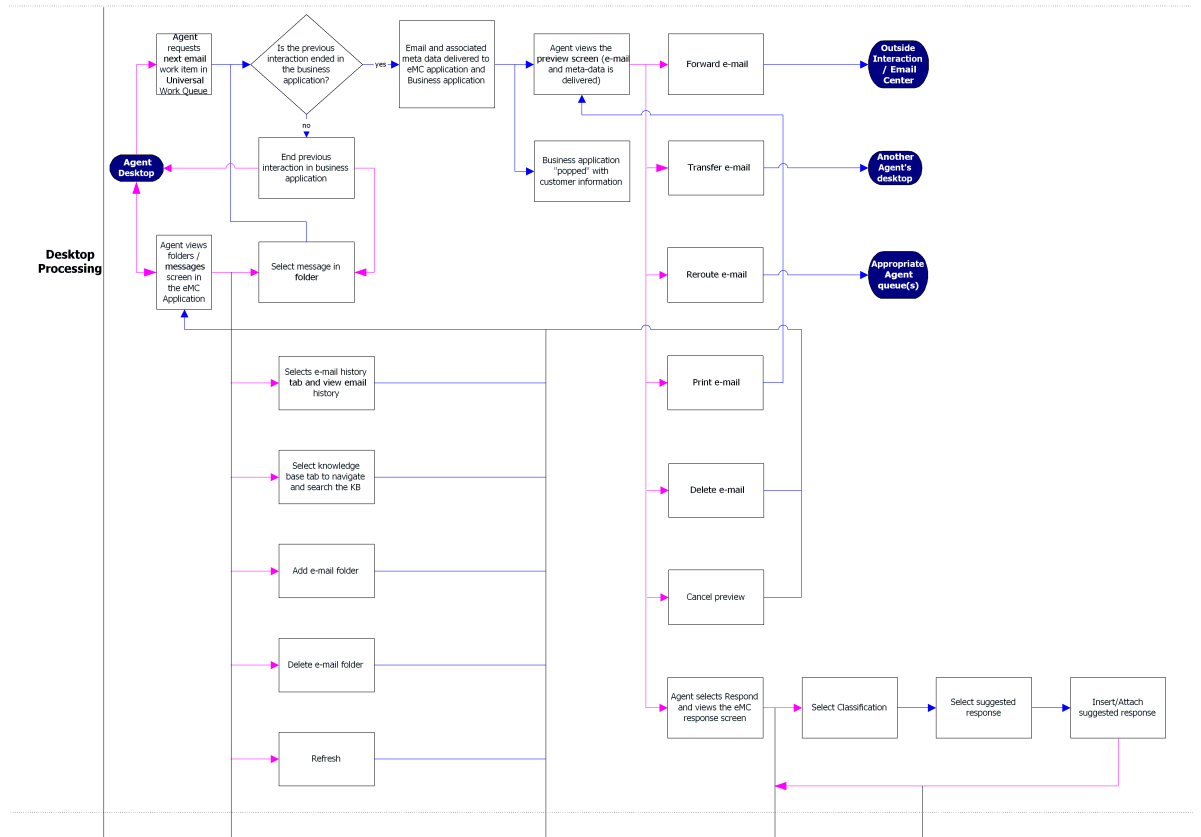 Desktop
Processing
Agent
requests
next email
work item in
Universal
Work Queue
Is the previous
interaction ended in
the business
application?
yes
no
Email and associated
meta data delivered to
eMC application and
Business application
Agent views the
preview screen (e-mail
and meta-data is
delivered)
Forward e-mail
Outside
Interaction
/ Email
Center
Agent
Desktop
End previous
interaction in business
application
Business application
"popped" with
customer information
Transfer e-mail
Another
Agent's
desktop
Agent views
folders /
messages
screen in
the eMC
Application
Select message in
folder
Reroute e-mail
Appropriate
Agent
queue(s)
Selects e-mail history
tab and view email
history
Print e-mail
Select knowledge
base tab to navigate
and search the KB
Delete e-mail
Add e-mail folder
Cancel preview
Delete e-mail folder
Agent selects Respond
and views the eMC
response screen
Select Classification
Select suggested
response
Insert/Attach
suggested response
Refresh